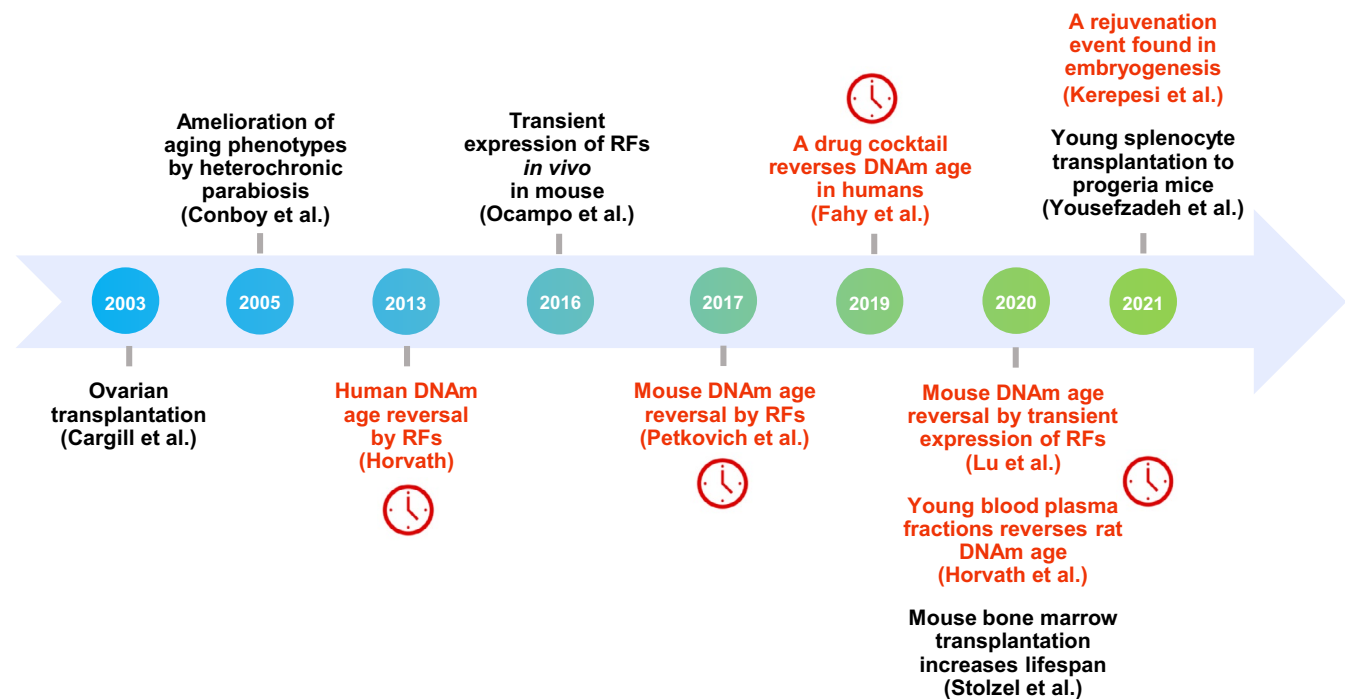 A rejuvenation
event found in
embryogenesis
(Kerepesi et al.)
Amelioration of
aging phenotypes
by heterochronic
parabiosis
(Conboy et al.)
Transient
expression of RFs
in vivo
in mouse
(Ocampo et al.)
A drug cocktail
reverses DNAm age
in humans
(Fahy et al.)
Young splenocyte
transplantation to
progeria mice
(Yousefzadeh et al.)
2003
2005
2013
2016
2017
2019
2020
2021
Ovarian
transplantation
(Cargill et al.)
Human DNAm
age reversal
by RFs
(Horvath)
Mouse DNAm age
reversal by RFs
(Petkovich et al.)
Mouse DNAm age
reversal by transient
expression of RFs
(Lu et al.)
Young blood plasma
fractions reverses rat
DNAm age
(Horvath et al.)
Mouse bone marrow
transplantation
increases lifespan
(Stolzel et al.)